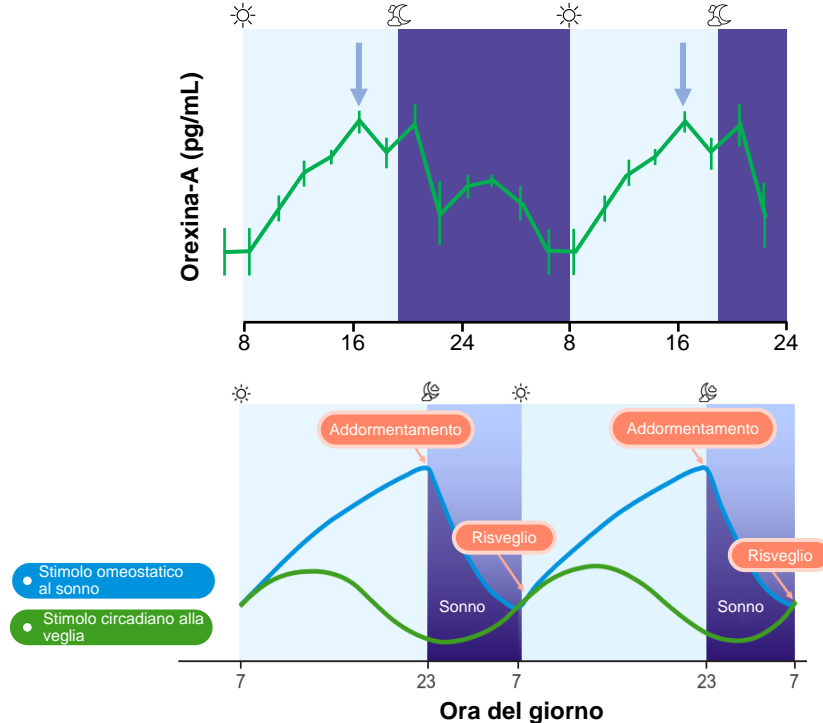 Orexina-A (pg/mL)
8
16
24
8
16
24
Addormentamento
Addormentamento
Risveglio
Risveglio
Stimolo omeostatico
al sonno
Stimolo circadiano alla
veglia
Sonno
Sonno
7
23
7
23
7
Ora del giorno